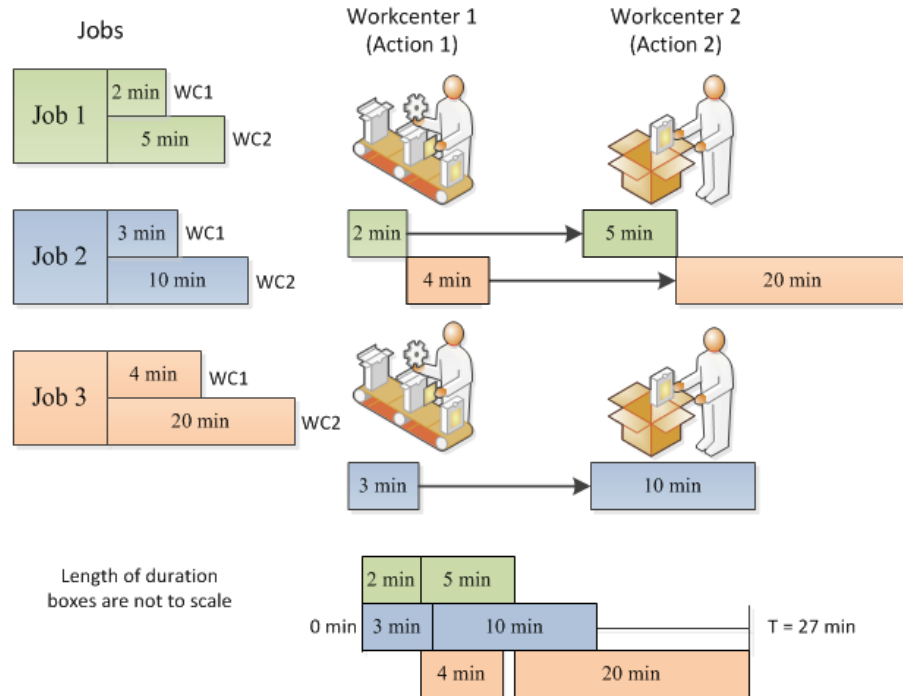 Jobs
Workcenter 1
(Action 1)
Workcenter 2
(Action 2)
Job 1
2 min
WC1
5 min
WC2
Job 2
3 min
WC1
10 min
WC2
Job 3
4 min
WC1
20 min
WC2
2 min
5 min
4 min
20 min
3 min
10 min
Length of duration
boxes are not to scale
2 min
5 min
0 min
3 min
10 min
T = 27 min
4 min
20 min